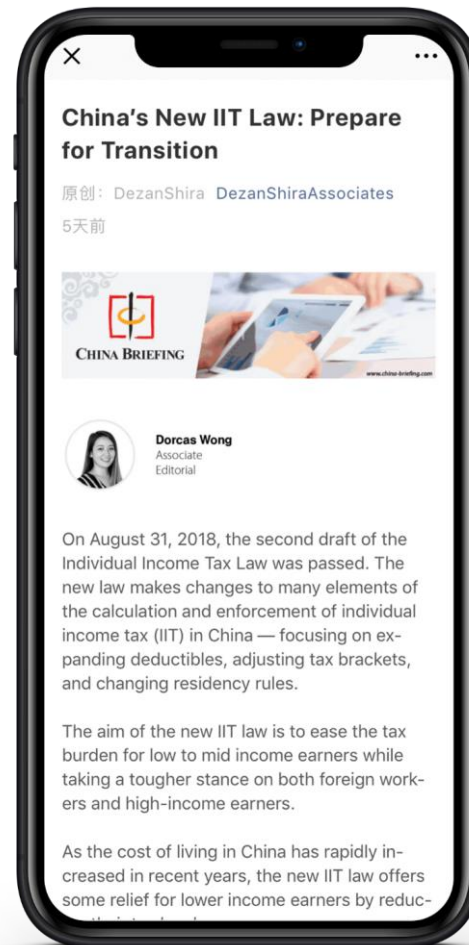 China's New IIT Law: Prepare
for Transition
原创: DezanShira DezanShiraAssociates
5天前
CHINA BRIEFING
www.china-briefing.com
Dorcas Wong
Associate
Editorial
On August 31, 2018, the second draft of the
Individual Income Tax Law was passed. The
new law makes changes to many elements of
the calculation and enforcement of individual
income tax (IIT) in China — focusing on ex-
panding deductibles, adjusting tax brackets,
and changing residency rules.
The aim of the new IIT law is to ease the tax
burden for low to mid income earners while
taking a tougher stance on both foreign work-
ers and high-income earners.
As the cost of living in China has rapidly in-
creased in recent years, the new IIT law offers
some relief for lower income earners by reduc-